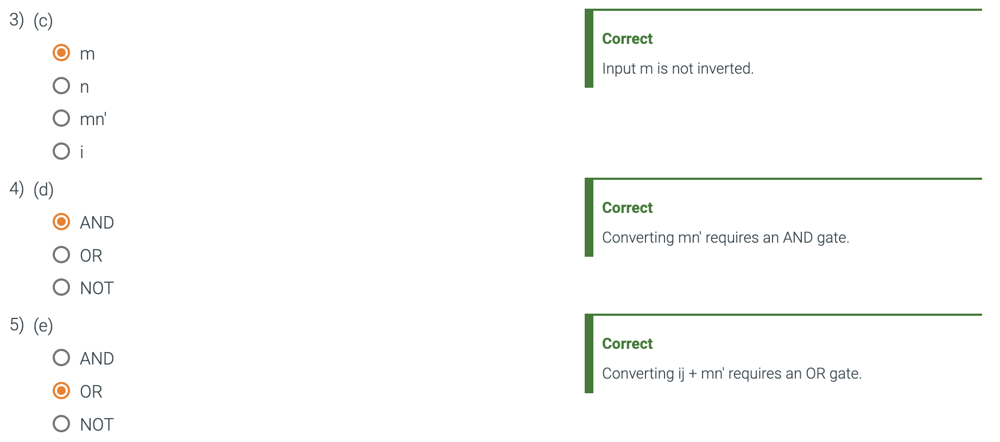 3) (c)
m
n
mn'
i
Correct
Input m is not inverted.
4) (d)
AND
OR
NOT
Correct
Converting mn' requires an AND gate.
5) (e)
AND
OR
NOT
Correct
Converting ij + mn' requires an OR gate.